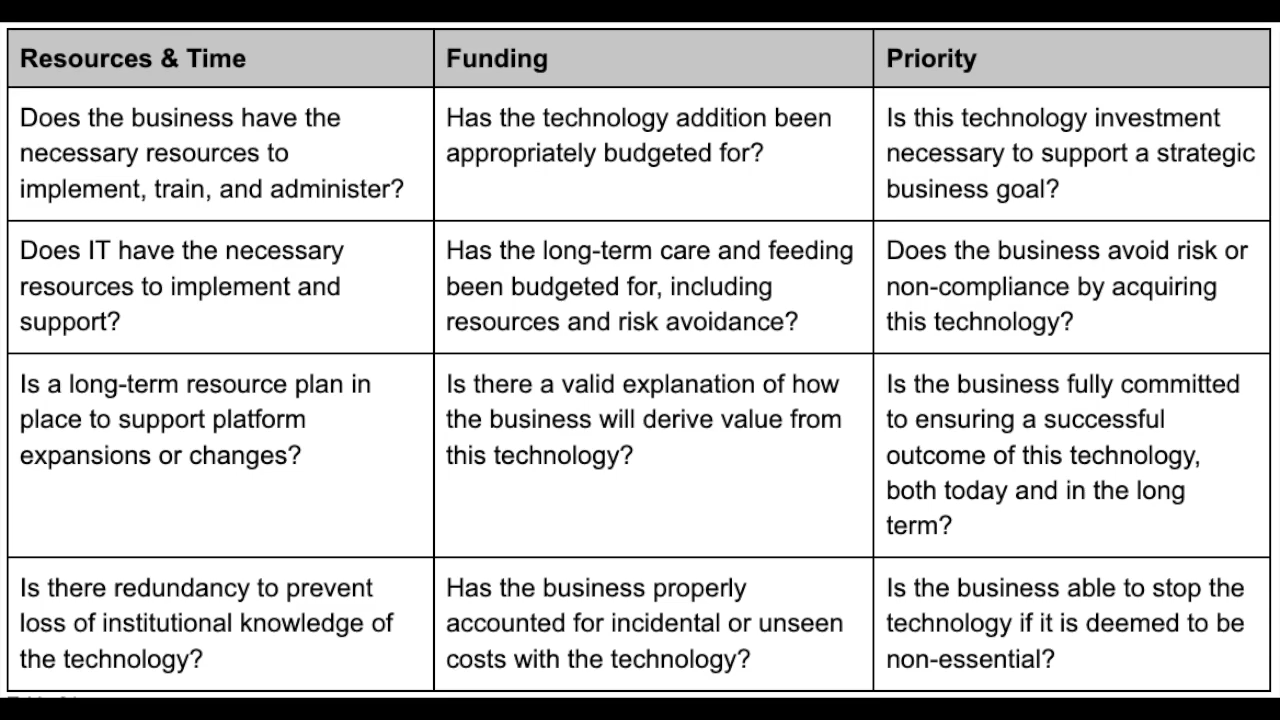 Resources & Time
Funding
Priority
Does the business have the
necessary resources to
implement, train, and administer?
Has the technology addition been
appropriately budgeted for?
Is this technology investment
necessary to support a strategic
business goal?
Does IT have the necessary
resources to implement and
support?
Has the long-term care and feeding
been budgeted for, including
resources and risk avoidance?
Does the business avoid risk or
non-compliance by acquiring
this technology?
Is a long-term resource plan in
place to support platform
expansions or changes?
Is there a valid explanation of how
the business will derive value from
this technology?
Is the business fully committed
to ensuring a successful
outcome of this technology,
both today and in the long
term?
Is there redundancy to prevent
loss of institutional knowledge of
the technology?
Has the business properly
accounted for incidental or unseen
costs with the technology?
Is the business able to stop the
technology if it is deemed to be
non-essential?